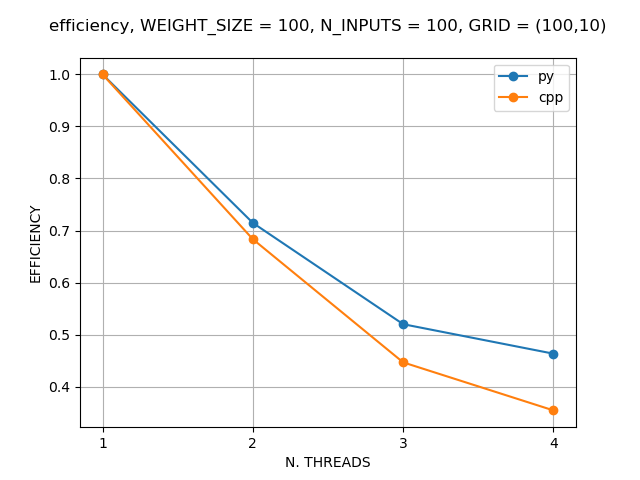 efficiency, WEIGHT_SIZE = 100, N_INPUTS = 100, GRID = (100,10)
py
cpp
1.0
0.9
0.8
0.7
0.6
0.5
0.4
EFFICIENCY
1 2 3 4
N. THREADS